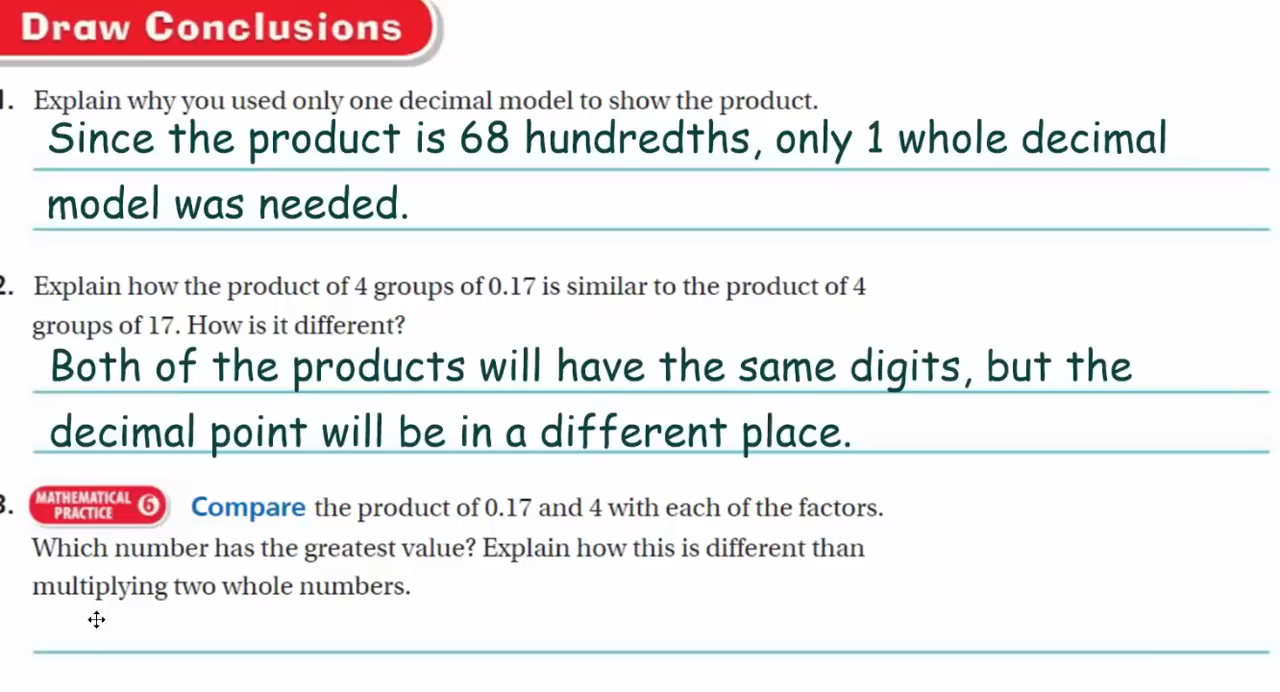 Draw Conclusions
1. Explain why you used only one decimal model to show the product.
Since the product is 68 hundredths, only 1 whole decimal
model was needed.
2. Explain how the product of 4 groups of 0.17 is similar to the product of 4
groups of 17. How is it different?
Both of the products will have the same digits, but the
decimal point will be in a different place.
3. MATHEMATICAL PRACTICE 6 Compare the product of 0.17 and 4 with each of the factors.
Which number has the greatest value? Explain how this is different than
multiplying two whole numbers.